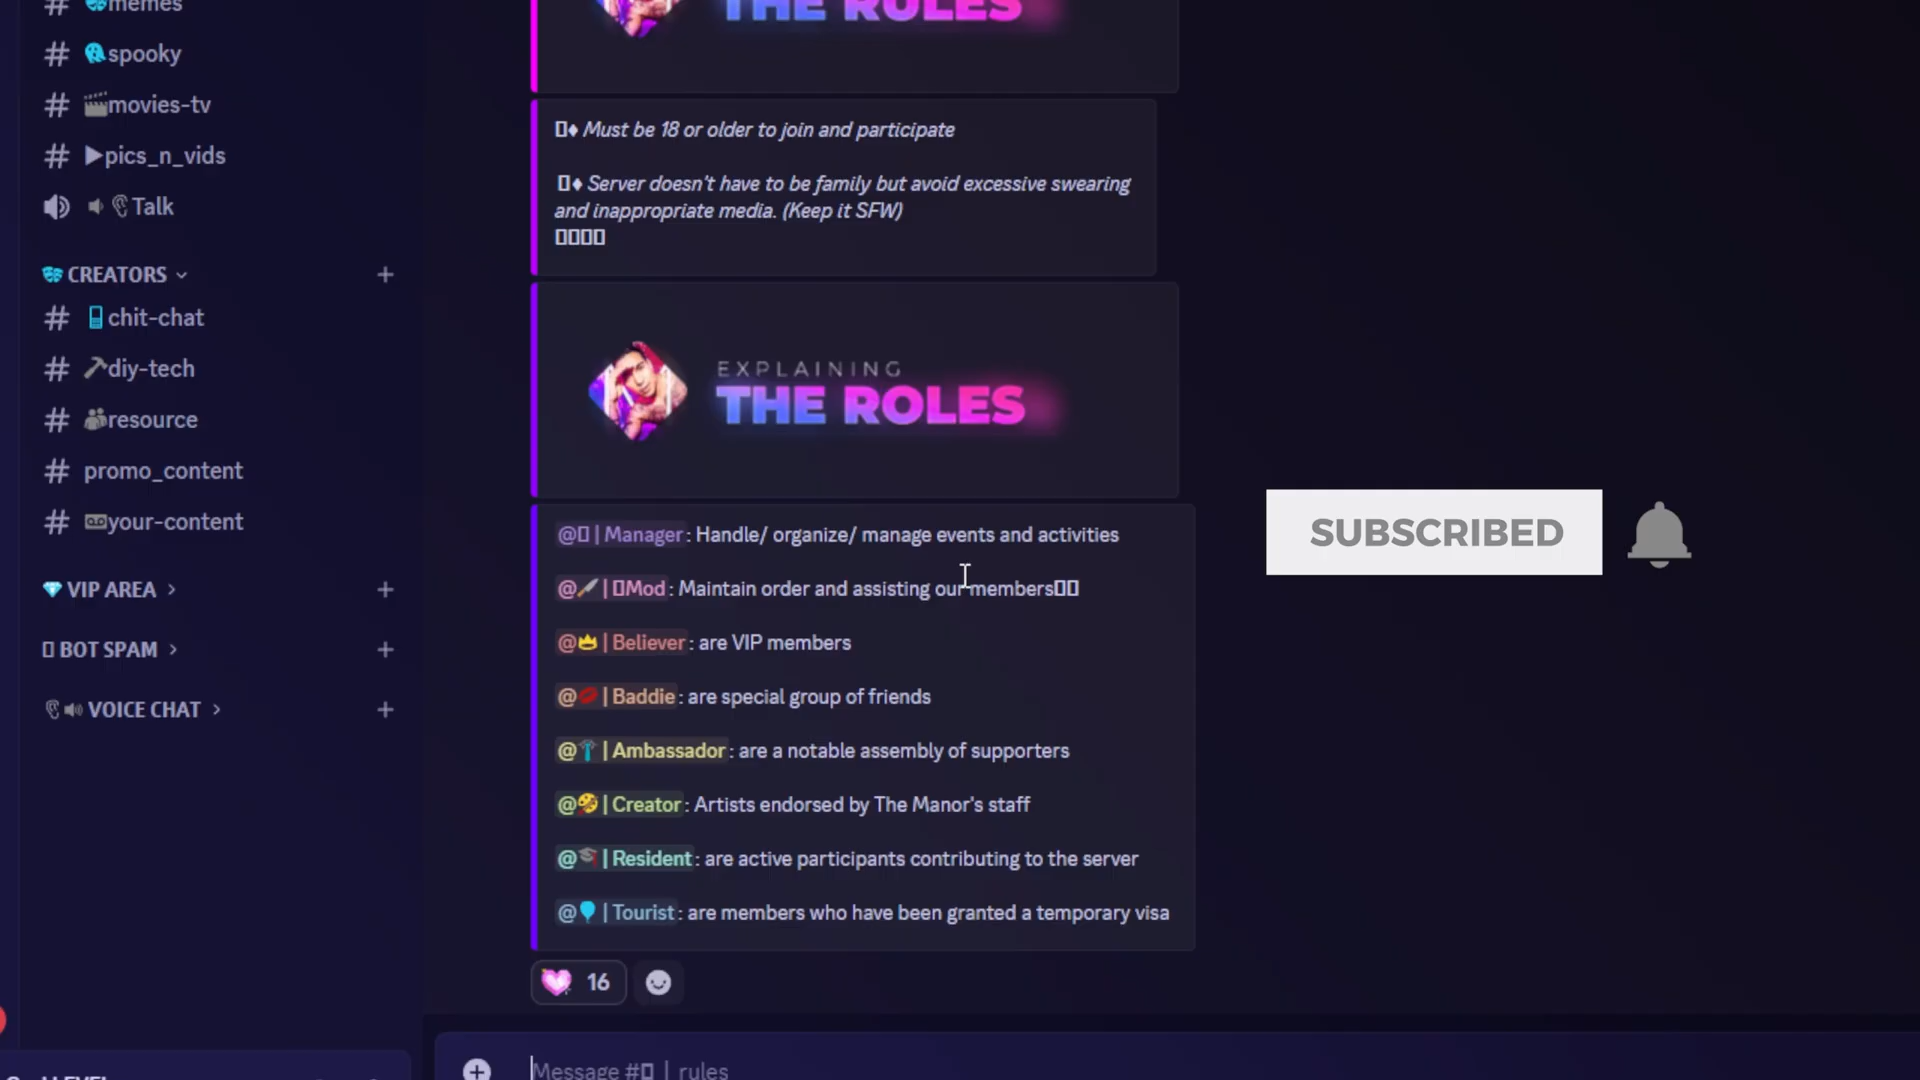 memes
spooky
movies-tv
pics_n_vids
Talk
CREATORS
chit-chat
diy-tech
resource
promo_content
your-content
VIP AREA
BOT SPAM
VOICE CHAT
THE RULES
Must be 18 or older to join and participate
Server doesn't have to be family but avoid excessive swearing
and inappropriate media. (Keep it SFW)
EXPLAINING
THE ROLES
@ | Manager: Handle/ organize/ manage events and activities
@🔪 | Mod: Maintain order and assisting our members
@👑 | Believer: are VIP members
@💋 | Baddie: are special group of friends
@👔 | Ambassador: are a notable assembly of supporters
@🎨 | Creator: Artists endorsed by The Manor's staff
@🎓 | Resident: are active participants contributing to the server
@🎈 | Tourist: are members who have been granted a temporary visa
16
SUBSCRIBED
Message # | rules